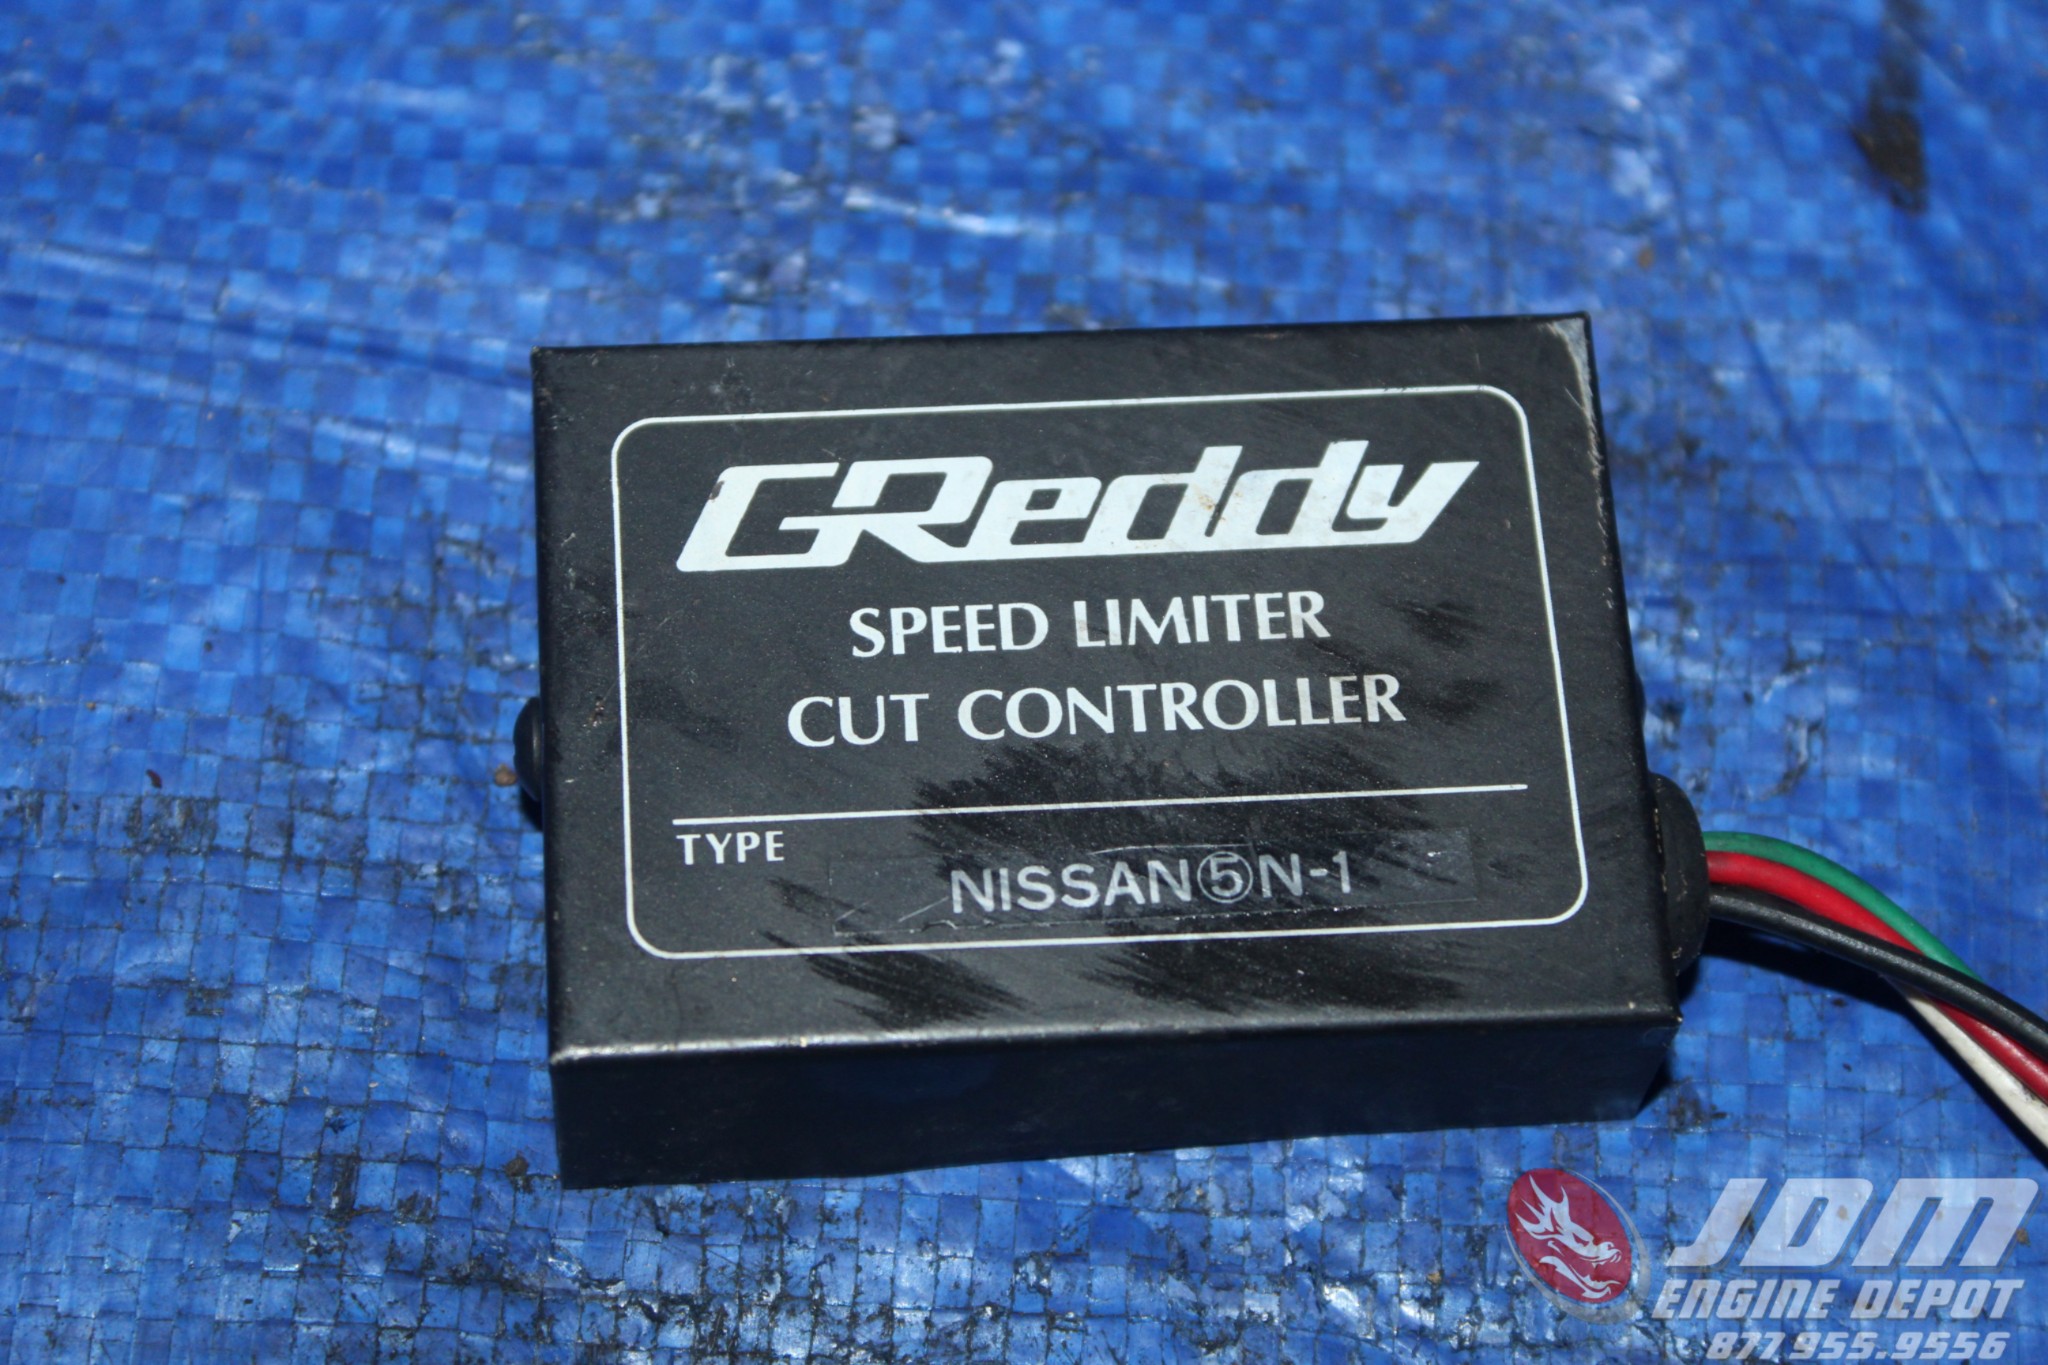 GReddy
SPEED LIMITER
CUT CONTROLLER
TYPE
NISSAN⑤N-1
JDM
ENGINE DEPOT
877.955.9556